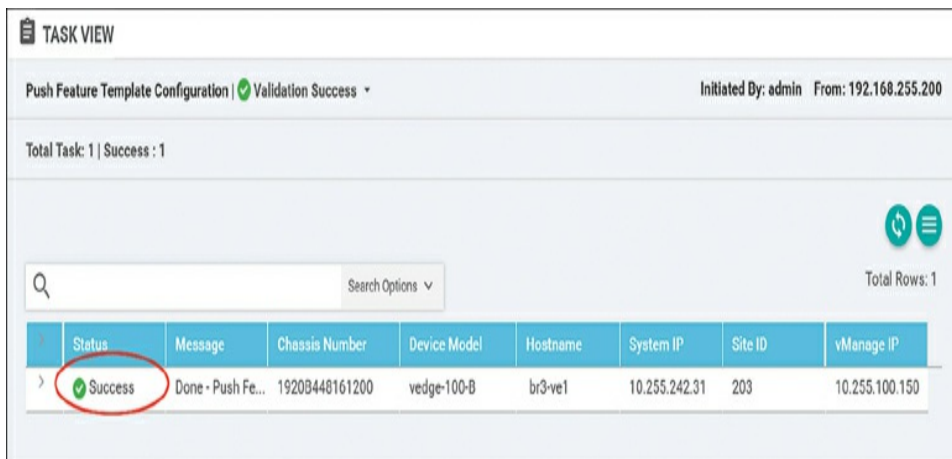 TASK VIEW
Push Feature Template Configuration | Validation Success
Initiated By: admin From: 192.168.255.200
Total Task: 1 | Success : 1
Search Options
Total Rows: 1
Status Message Chassis Number Device Model Hostname System IP Site ID vManage IP
Success Done - Push Fe... 1920B448161200 vedge-100-B br3-ve1 10.255.242.31 203 10.255.100.150